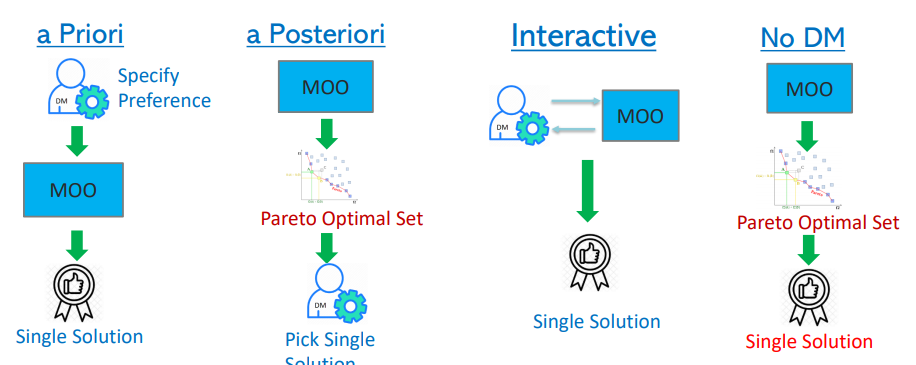 a Priori
DM
Specify
Preference
MOO
Single Solution
a Posteriori
MOO
Pareto Optimal Set
DM
Pick Single
Solution
Interactive
DM
MOO
Single Solution
No DM
MOO
Pareto Optimal Set
Single Solution